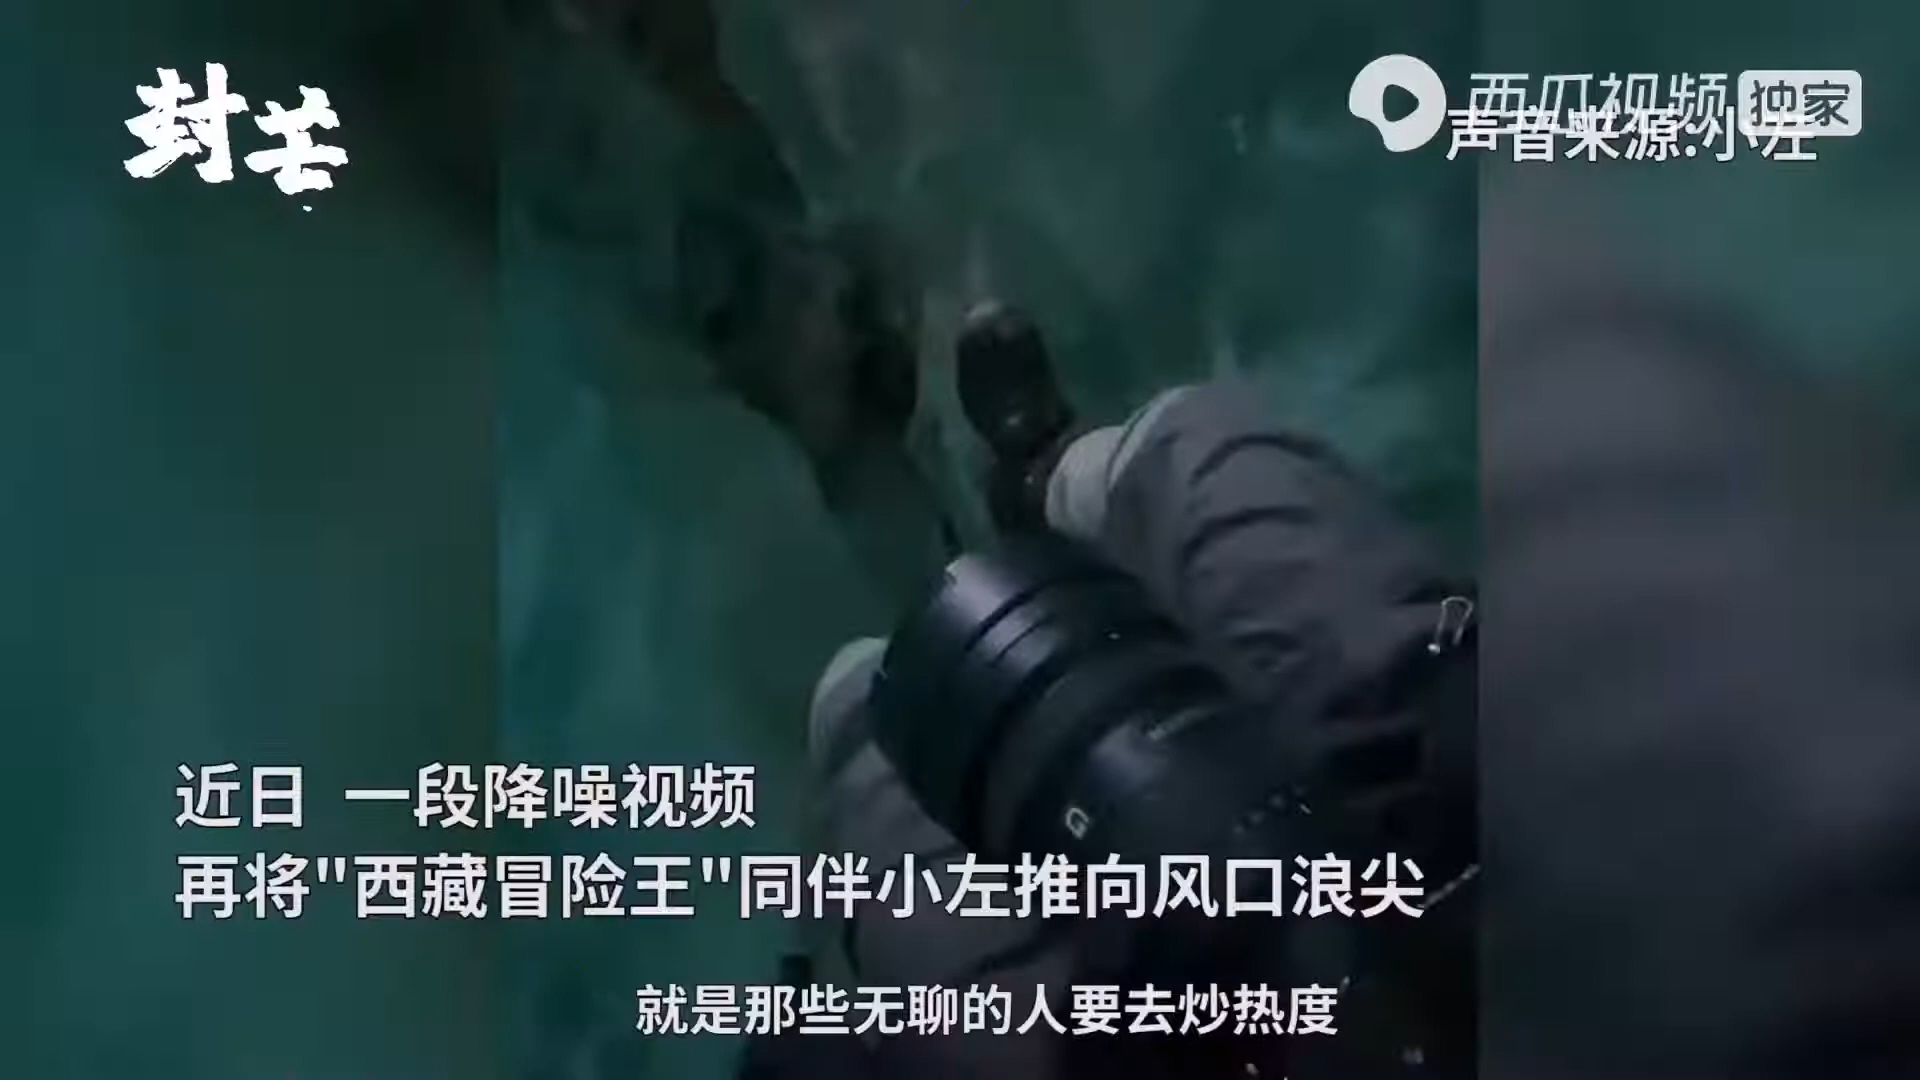 封芒
西瓜视频 独家
声音来源:小左
近日 一段降噪视频
再将"西藏冒险王"同伴小左推向风口浪尖
就是那些无聊的人要去炒热度
G